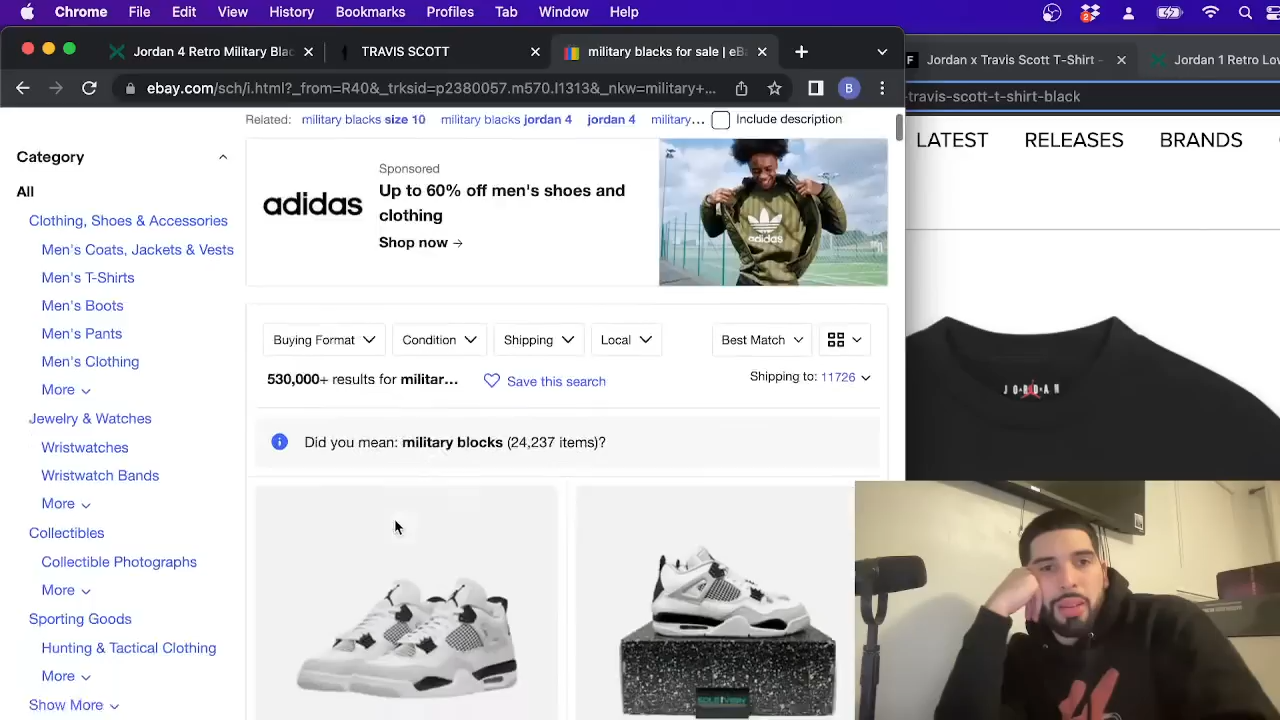 Chrome File Edit View History Bookmarks Profiles Tab Window Help
2
Jordan 4 Retro Military Blac
TRAVIS SCOTT
military blacks for sale | eB
F Jordan x Travis Scott T-Shirt -
Jordan 1 Retro Lov
ebay.com/sch/i.html?_from=R40&_trksid=p2380057.m570.l1313&_nkw=military+...
B
-travis-scott-t-shirt-black
Related: military blacks size 10 military blacks jordan 4 jordan 4 military... Include description
LATEST RELEASES BRANDS
Category
All
Clothing, Shoes & Accessories
Men's Coats, Jackets & Vests
Men's T-Shirts
Men's Boots
Men's Pants
Men's Clothing
More
Jewelry & Watches
Wristwatches
Wristwatch Bands
More
Collectibles
Collectible Photographs
More
Sporting Goods
Hunting & Tactical Clothing
More
Show More
adidas
Sponsored
Up to 60% off men's shoes and
clothing
Shop now →
adidas
Buying Format Condition Shipping Local Best Match
530,000+ results for militar... Save this search Shipping to: 11726
Did you mean: military blocks (24,237 items)?
JORDAN